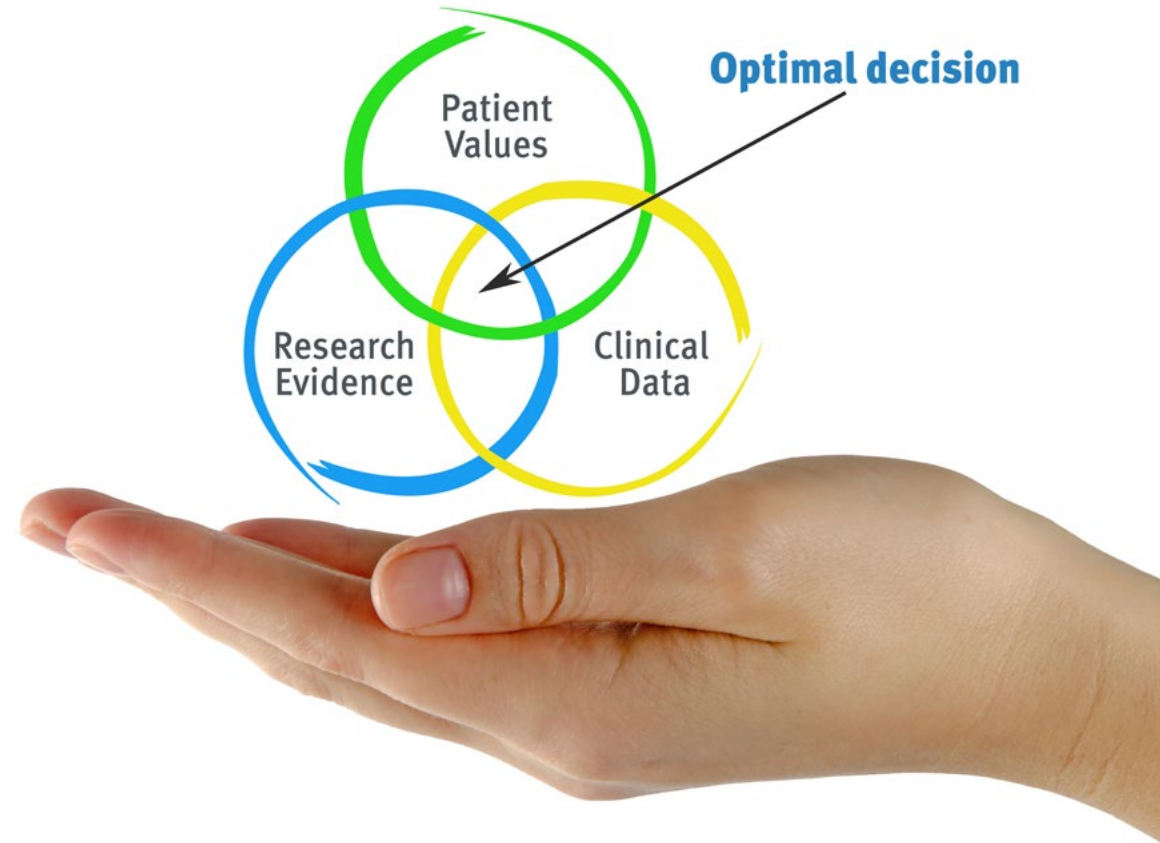 Optimal decision
Patient
Values
Research
Evidence
Clinical
Data